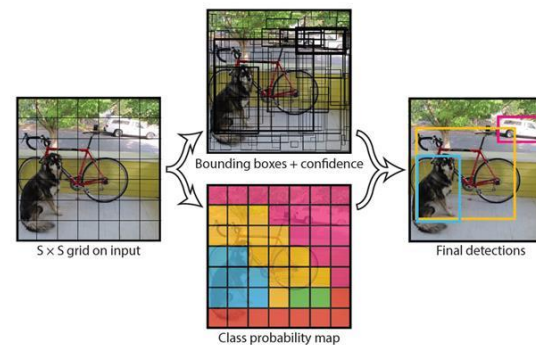 Bounding boxes + confidence
S × S grid on input
Final detections
Class probability map